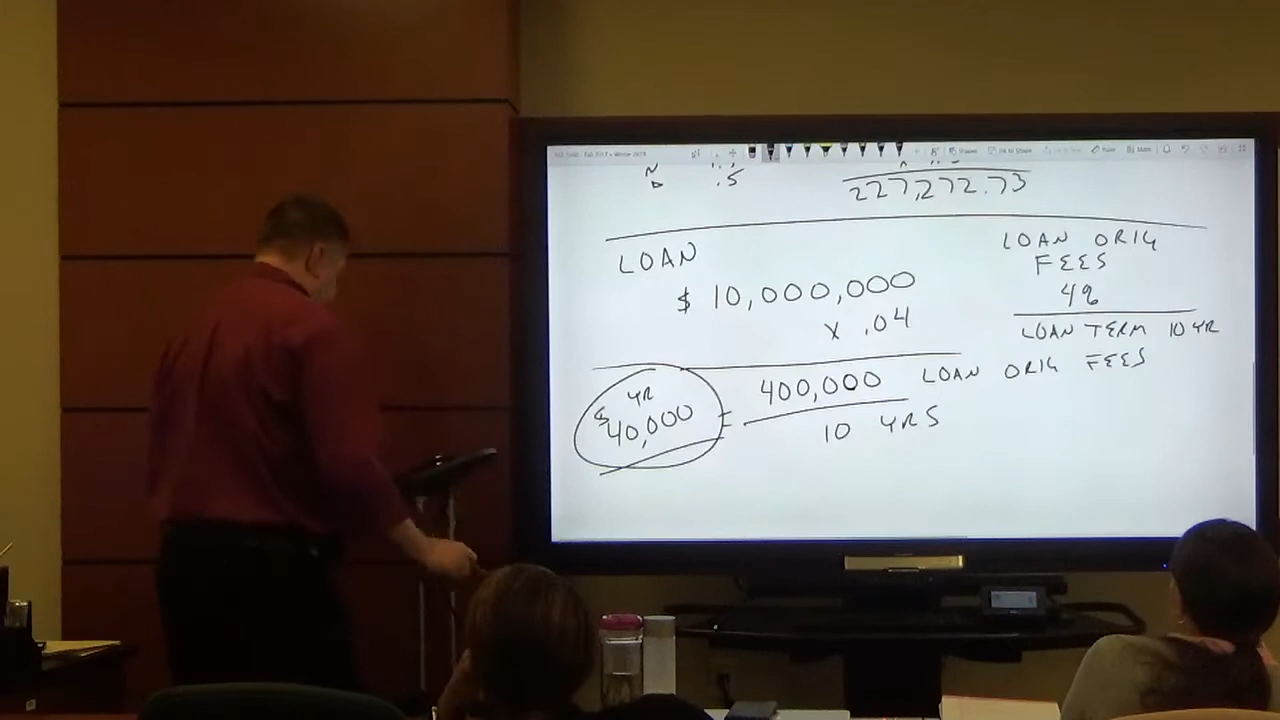 .5
227,272.73
LOAN
$ 10,000,000
x .04
LOAN ORIG
FEES
4%
LOAN TERM 10 YR
YR
$40,000 = 400,000 LOAN ORIG FEES
10 YRS